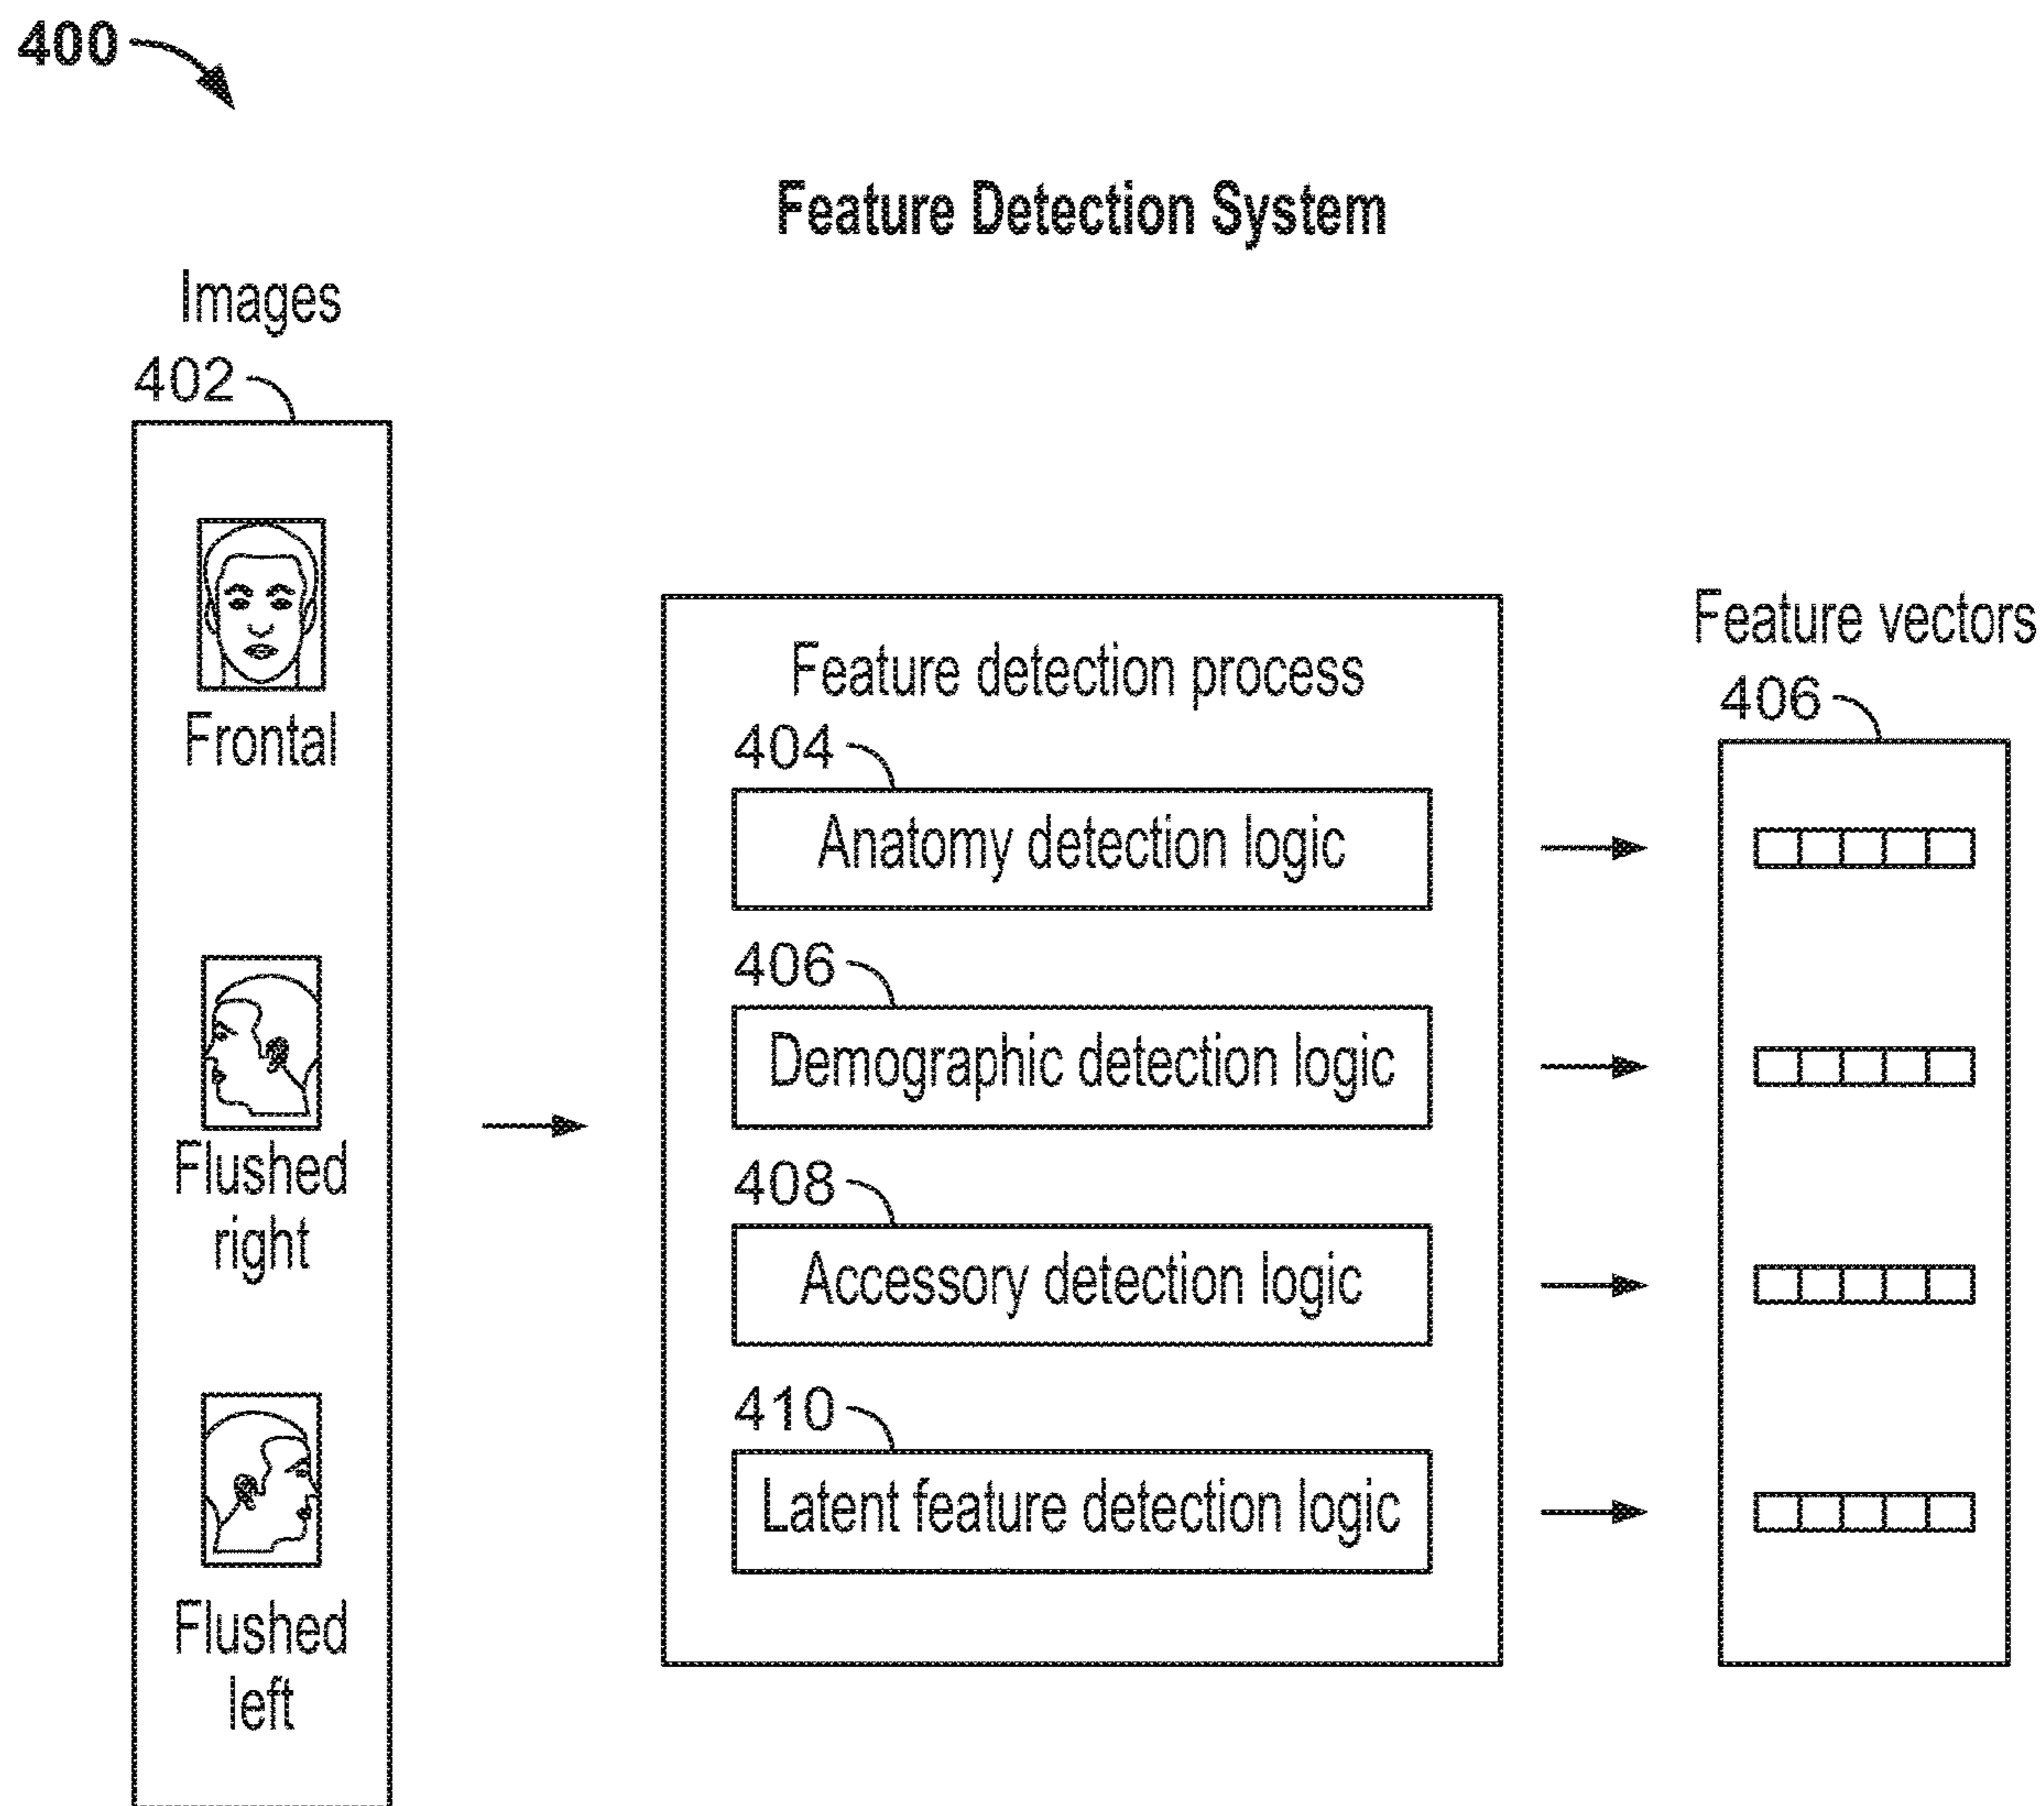 400
Feature Detection System
Images
402
Frontal
Flushed
right
Flushed
left
Feature detection process
404
Anatomy detection logic
406
Demographic detection logic
408
Accessory detection logic
410
Latent feature detection logic
Feature vectors
406